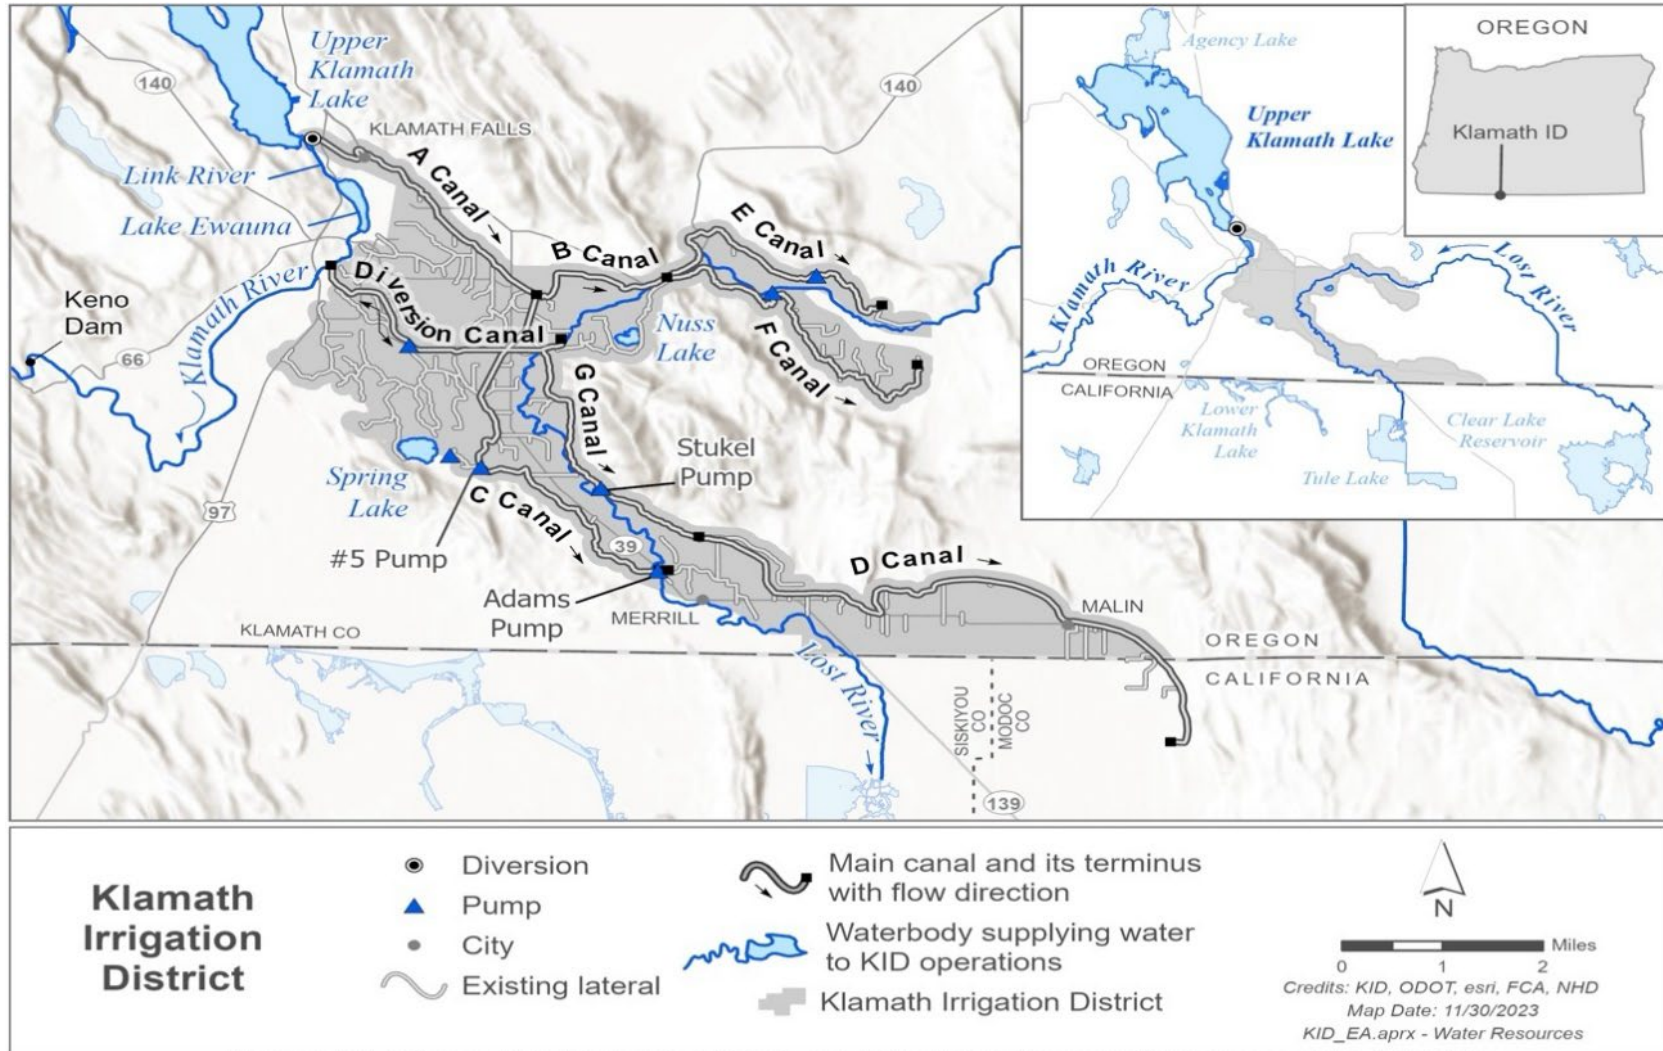 Upper
Klamath
Lake
140
KLAMATH FALLS
140
Link River
Lake Ewauna
A Canal
B Canal
E Canal
Diversion Canal
Klamath River
Keno
Dam
66
Nuss
Lake
F Canal
G Canal
Stukel
Pump
Spring
Lake
97
C Canal
#5 Pump
39
D Canal
Adams
Pump
MERRILL
MALIN
KLAMATH CO
OREGON
CALIFORNIA
Lost River
SISKIYOU
CO
MODOC
CO
139
Agency Lake
Upper
Klamath Lake
Klamath River
Lost River
OREGON
CALIFORNIA
Lower
Klamath
Lake
Clear Lake
Reservoir
Tule Lake
OREGON
Klamath ID
Klamath
Irrigation
District
Diversion
Pump
City
Existing lateral
Main canal and its terminus
with flow direction
Waterbody supplying water
to KID operations
Klamath Irrigation District
N
Miles
0 1 2
Credits: KID, ODOT, esri, FCA, NHD
Map Date: 11/30/2023
KID_EA.aprx - Water Resources